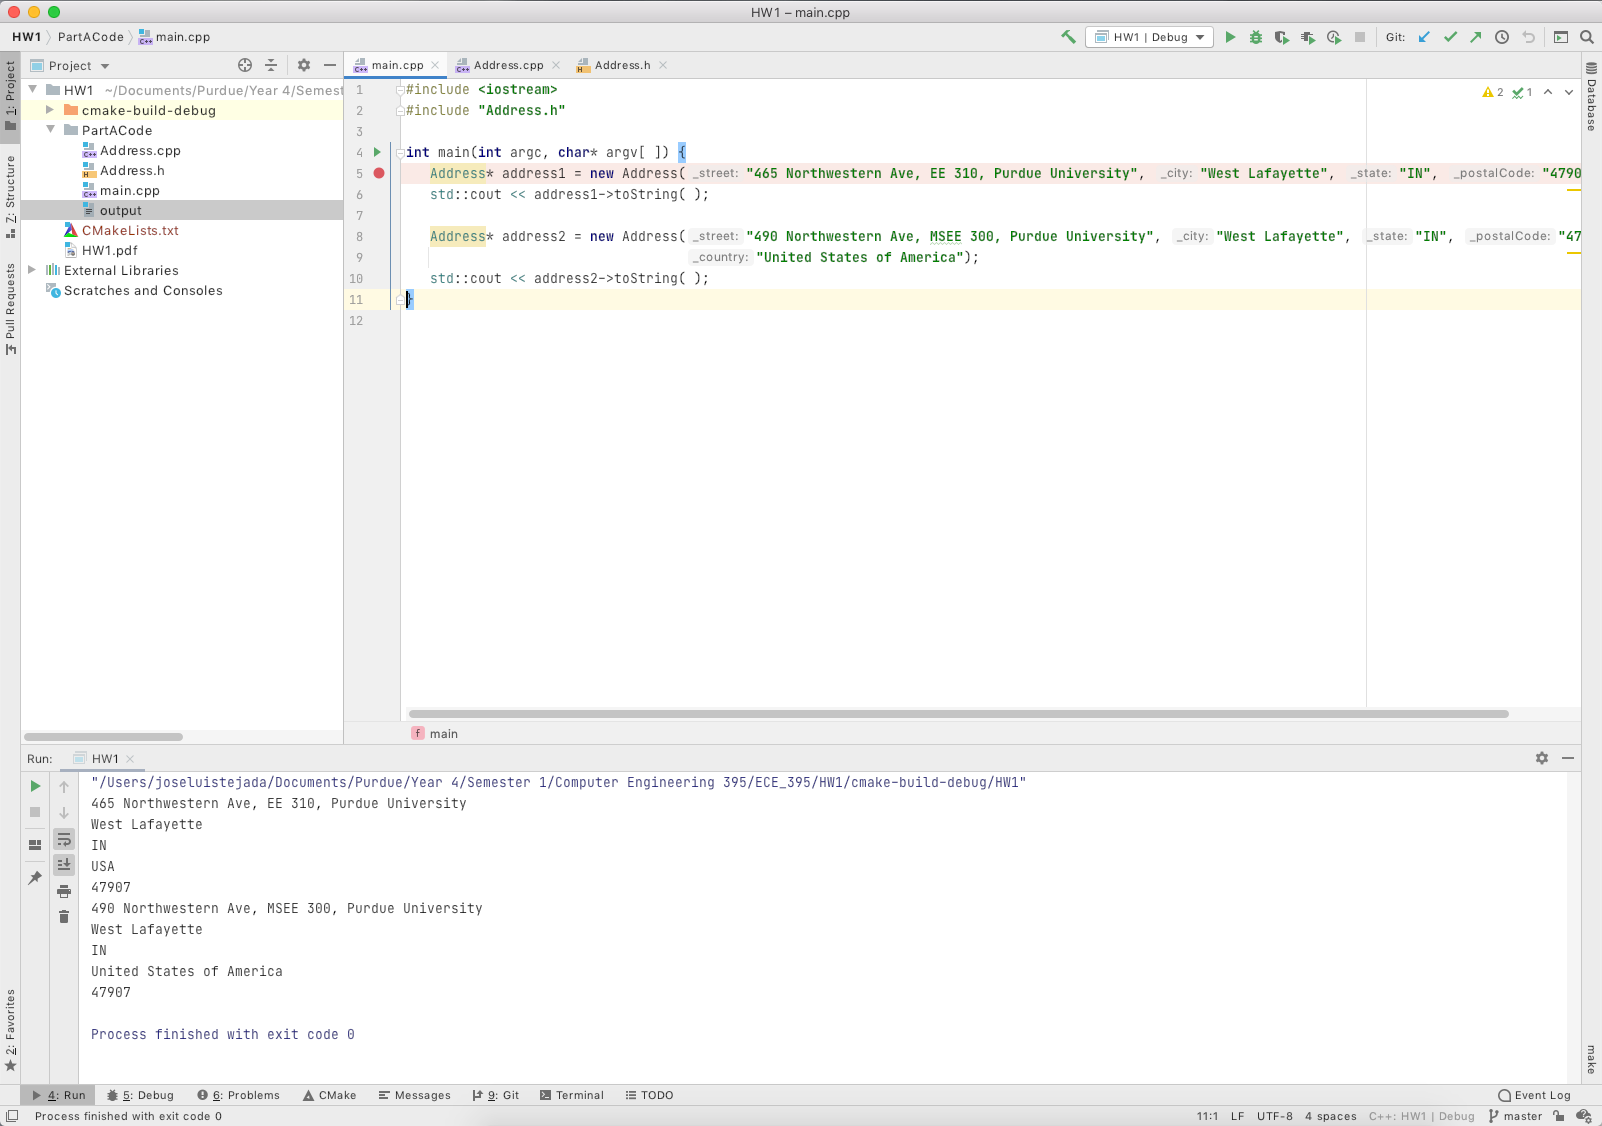 HW1 – main.cpp
HW1 PartACode main.cpp
HW1 | Debug Git:
1: Project
7: Structure
Pull Requests
2: Favorites
Project
HW1 ~/Documents/Purdue/Year 4/Semest
cmake-build-debug
PartACode
Address.cpp
Address.h
main.cpp
output
CMakeLists.txt
HW1.pdf
External Libraries
Scratches and Consoles
main.cpp Address.cpp Address.h
2 1
1 #include <iostream>
2 #include "Address.h"
3
4 int main(int argc, char* argv[ ]) {
5 Address* address1 = new Address( _street: "465 Northwestern Ave, EE 310, Purdue University", _city: "West Lafayette", _state: "IN", _postalCode: "4790
6 std::cout << address1->toString( );
7
8 Address* address2 = new Address( _street: "490 Northwestern Ave, MSEE 300, Purdue University", _city: "West Lafayette", _state: "IN", _postalCode: "47
9 _country: "United States of America");
10 std::cout << address2->toString( );
11 }
12
f main
Database
make
Run: HW1
"/Users/joseluistejada/Documents/Purdue/Year 4/Semester 1/Computer Engineering 395/ECE_395/HW1/cmake-build-debug/HW1"
465 Northwestern Ave, EE 310, Purdue University
West Lafayette
IN
USA
47907
490 Northwestern Ave, MSEE 300, Purdue University
West Lafayette
IN
United States of America
47907
Process finished with exit code 0
4: Run 5: Debug 6: Problems CMake Messages 9: Git Terminal TODO Event Log
Process finished with exit code 0 11:1 LF UTF-8 4 spaces C++: HW1 | Debug master